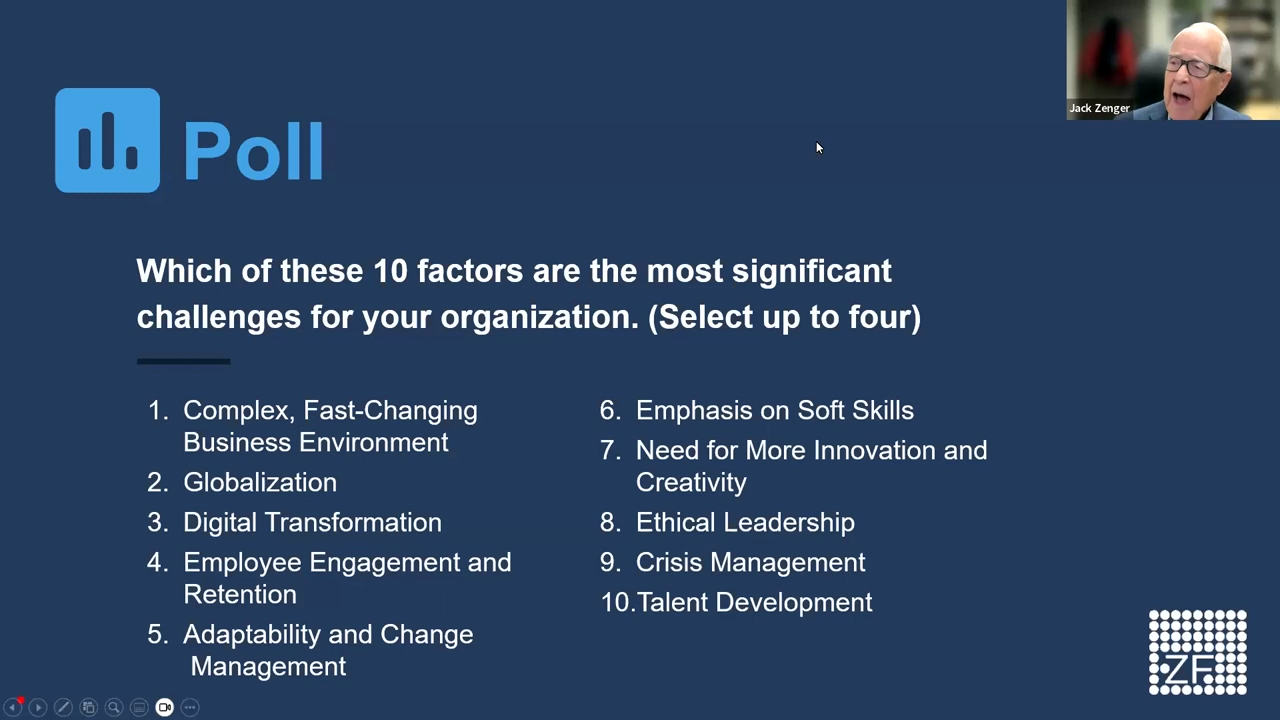 Jack Zenger
Poll
Which of these 10 factors are the most significant
challenges for your organization. (Select up to four)
1. Complex, Fast-Changing
Business Environment
2. Globalization
3. Digital Transformation
4. Employee Engagement and
Retention
5. Adaptability and Change
Management
6. Emphasis on Soft Skills
7. Need for More Innovation and
Creativity
8. Ethical Leadership
9. Crisis Management
10.Talent Development
ZF